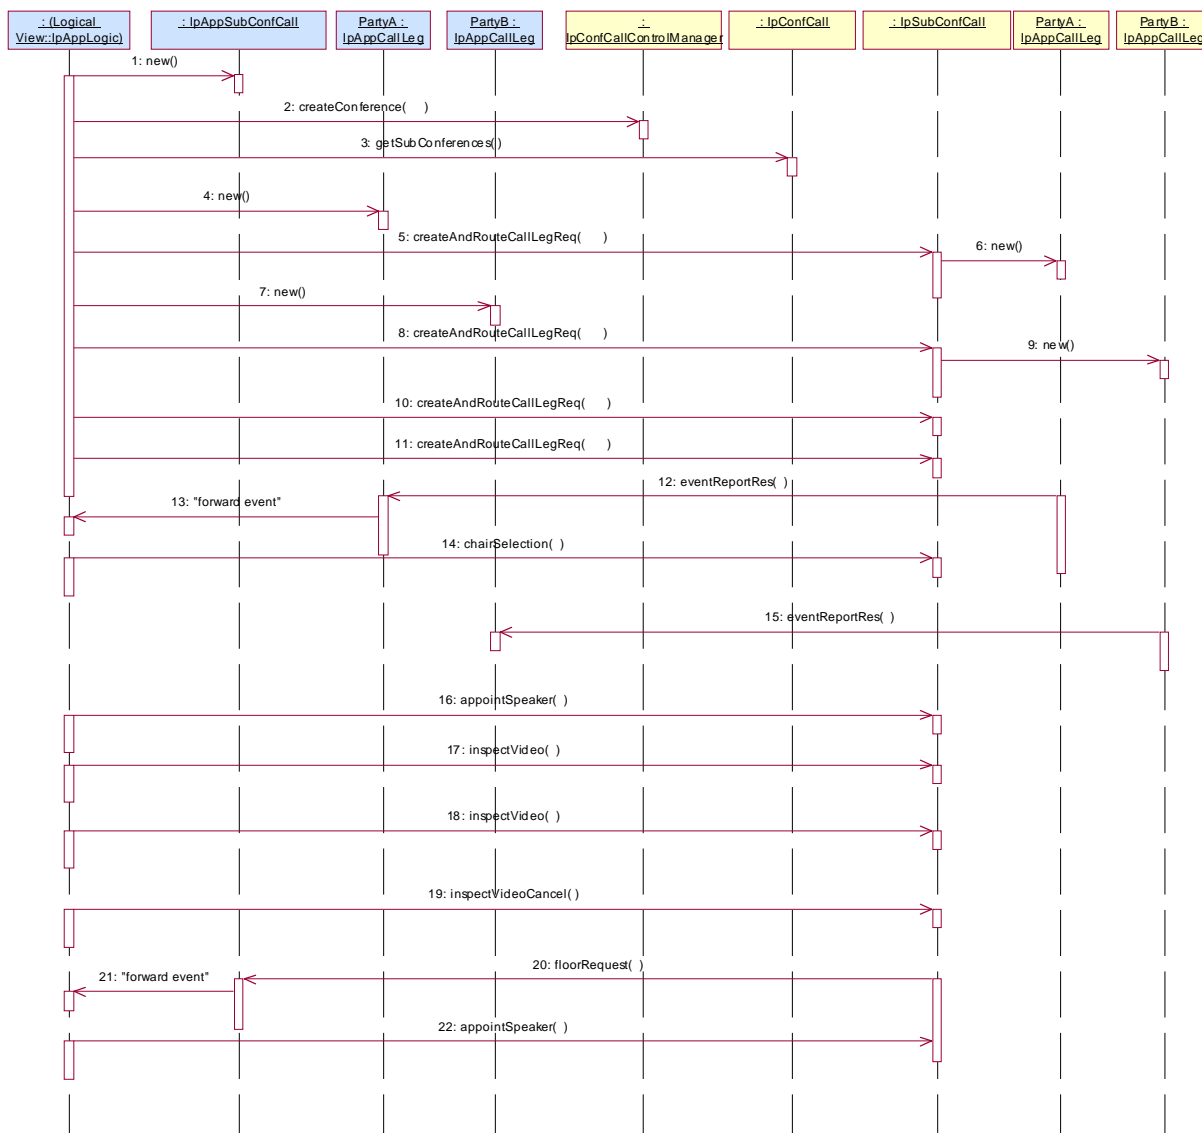 : (Logical
View::IpAppLogic)
: IpAppSubConfCall
PartyA :
IpAppCallLeg
PartyB :
IpAppCallLeg
:
IpConfCallControlManager
: IpConfCall
: IpSubConfCall
PartyA :
IpAppCallLeg
PartyB :
IpAppCallLeg
1: new()
2: createConference( )
3: getSubConferences()
4: new()
5: createAndRouteCallLegReq( )
6: new()
7: new()
8: createAndRouteCallLegReq( )
9: new()
10: createAndRouteCallLegReq( )
11: createAndRouteCallLegReq( )
12: eventReportRes( )
13: "forward event"
14: chairSelection( )
15: eventReportRes( )
16: appointSpeaker( )
17: inspectVideo( )
18: inspectVideo( )
19: inspectVideoCancel( )
20: floorRequest( )
21: "forward event"
22: appointSpeaker( )